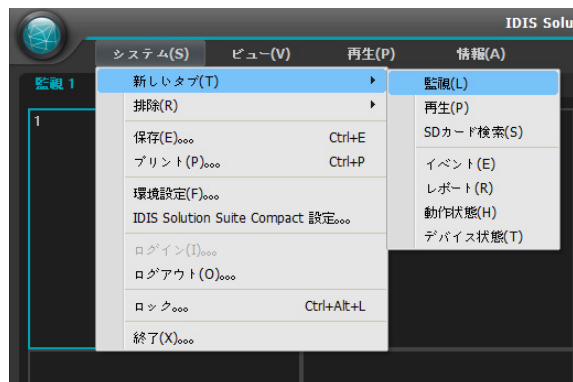 IDIS Solu
システム(S) ビュー(V) 再生(P) 情報(A)
監視 1
1
新しいタブ(T)
排除(R)
保存(E)... Ctrl+E
プリント(P)... Ctrl+P
環境設定(F)...
IDIS Solution Suite Compact 設定...
ログイン(I)...
ログアウト(O)...
ロック... Ctrl+Alt+L
終了(X)...
監視(L)
再生(P)
SDカード検索(S)
イベント(E)
レポート(R)
動作状態(H)
デバイス状態(T)